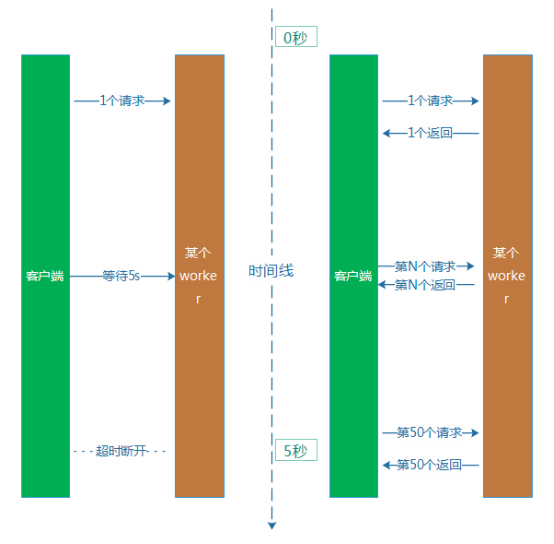 0秒
1个请求
1个请求
1个返回
客户端
等待5s
某个
worke
r
时间线
客户端
第N个请求
第N个返回
某个
worke
r
超时断开
5秒
第50个请求
第50个返回